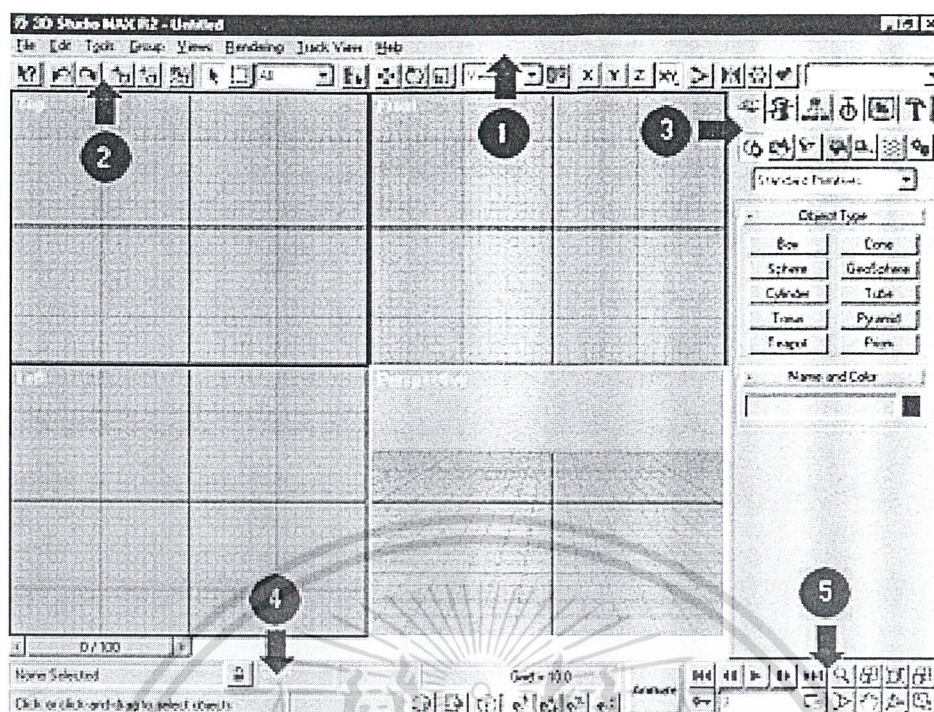 3D Studio MAX R2 - Untitled
File Edit Tools Group Views Rendering Track View Help
All
X Y Z XY
Top
Front
1
2
3
Standard Primitives
Object Type
Box Cone
Sphere GeoSphere
Cylinder Tube
Torus Pyramid
Teapot Prism
Left
Perspective
Name and Color
4
5
0 / 100
None Selected
Grid = 10.0
Animate
Click or click-and-drag to select objects